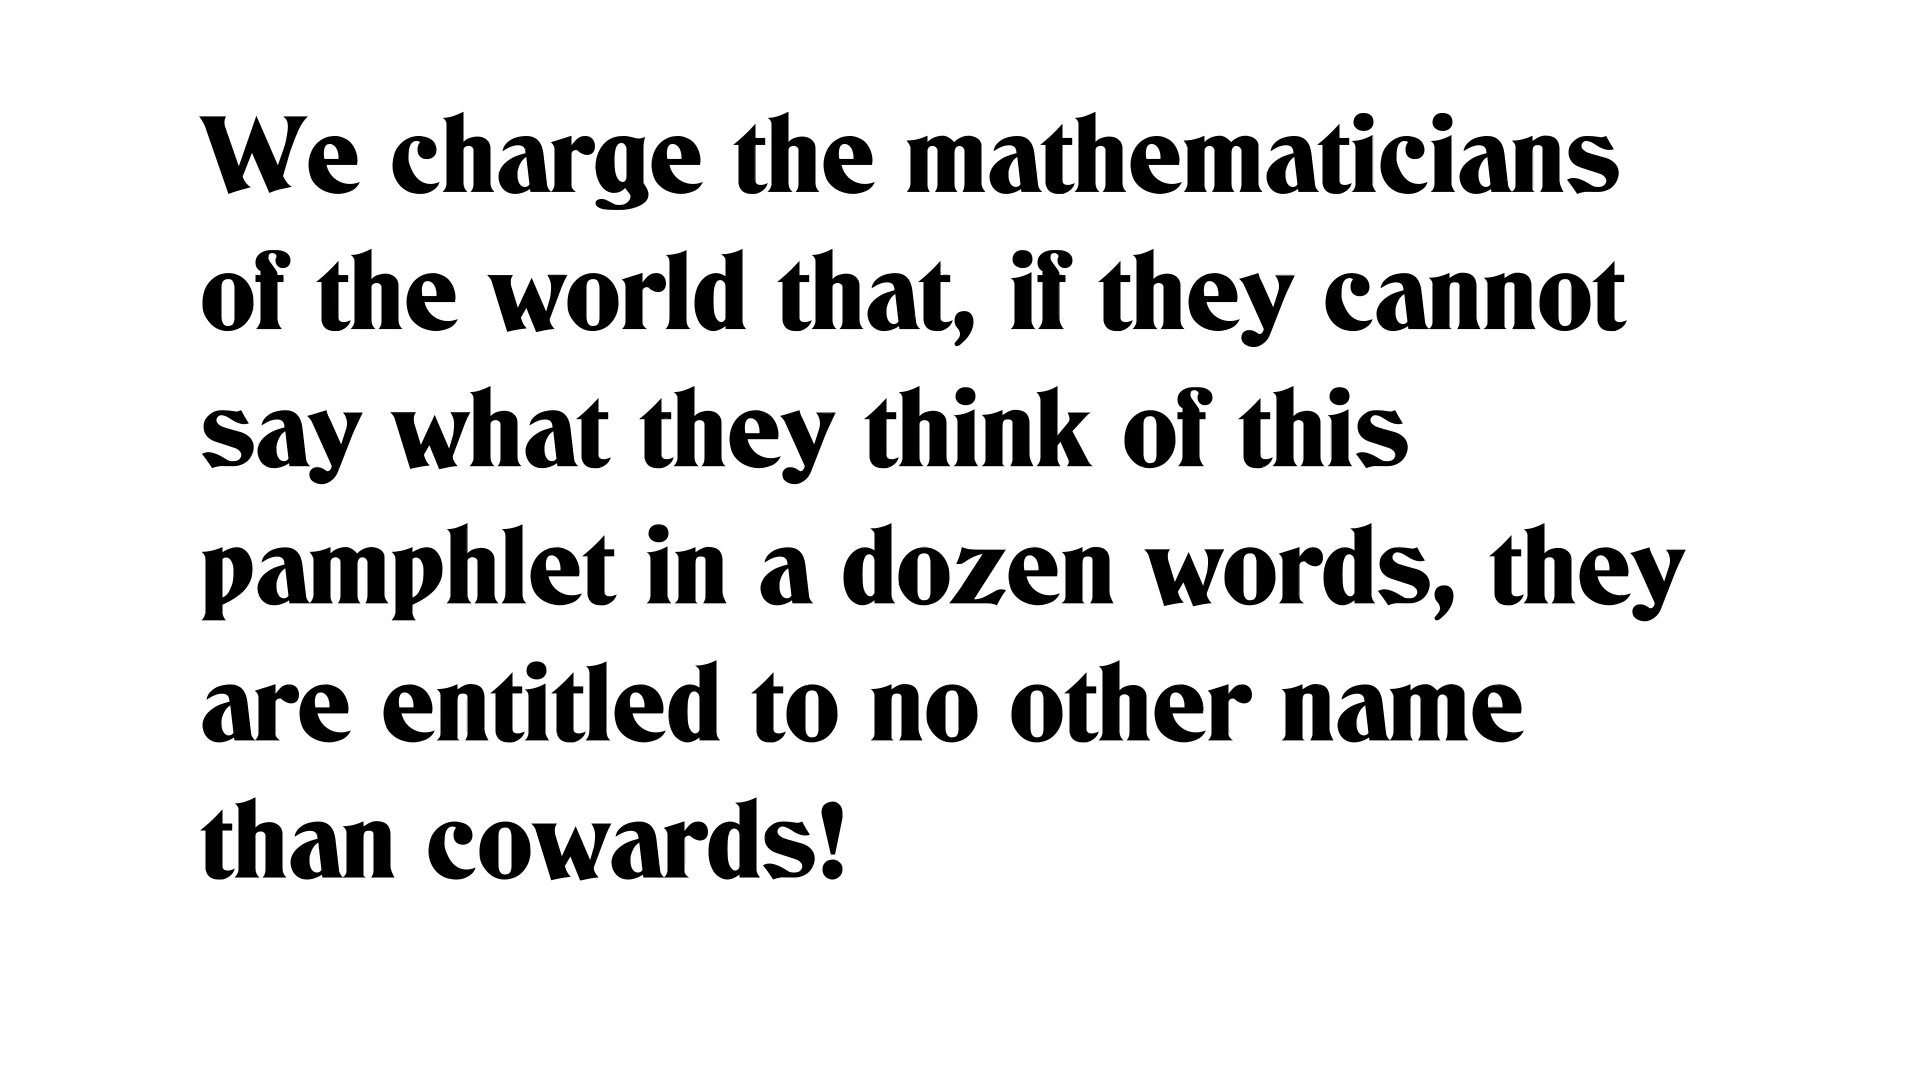 We charge the mathematicians
of the world that, if they cannot
say what they think of this
pamphlet in a dozen words, they
are entitled to no other name
than cowards!